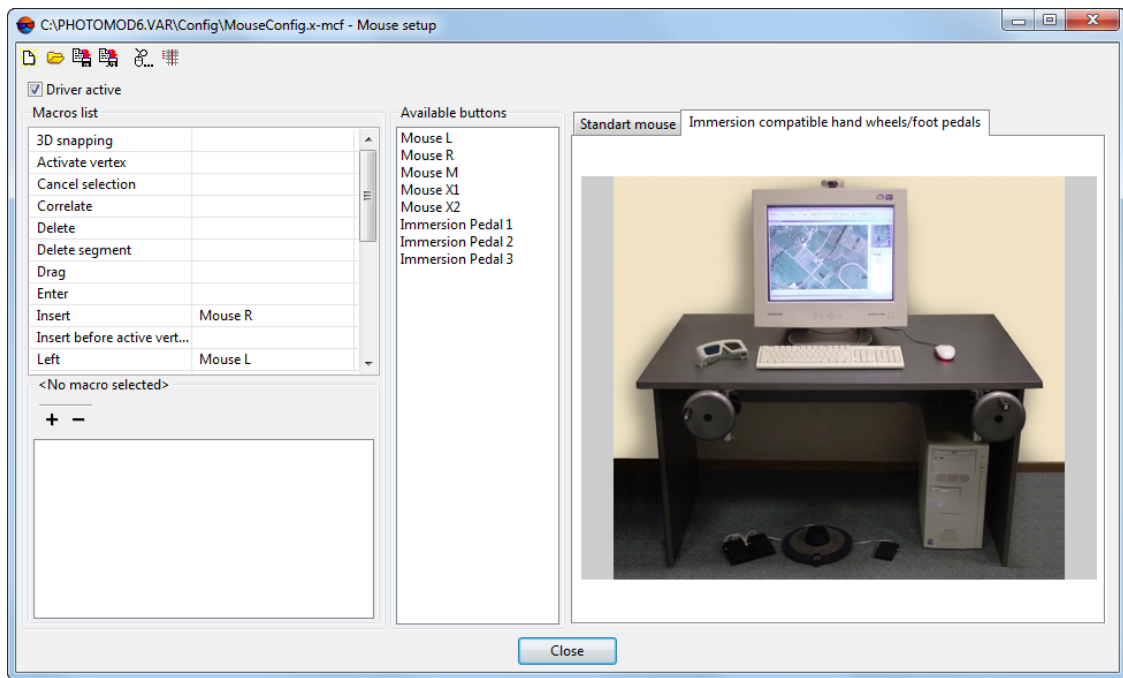 C:\PHOTOMOD6.VAR\Config\MouseConfig.x-mcf - Mouse setup
Driver active
Macros list
3D snapping
Activate vertex
Cancel selection
Correlate
Delete
Delete segment
Drag
Enter
Insert Mouse R
Insert before active vert...
Left Mouse L
<No macro selected>
Available buttons
Mouse L
Mouse R
Mouse M
Mouse X1
Mouse X2
Immersion Pedal 1
Immersion Pedal 2
Immersion Pedal 3
Standart mouse Immersion compatible hand wheels/foot pedals
Close